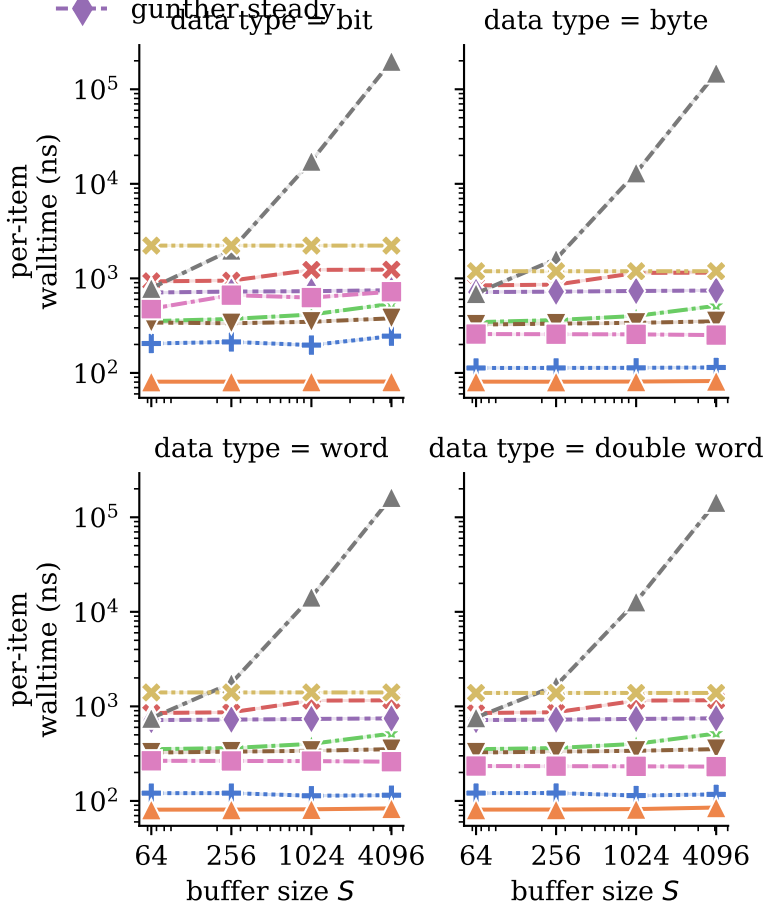 gunther steady
data type = bit
data type = byte
per-item
walltime (ns)
10⁵
10⁴
10³
10²
data type = word
data type = double word
per-item
walltime (ns)
10⁵
10⁴
10³
10²
64 256 1024 4096
64 256 1024 4096
buffer size S
buffer size S